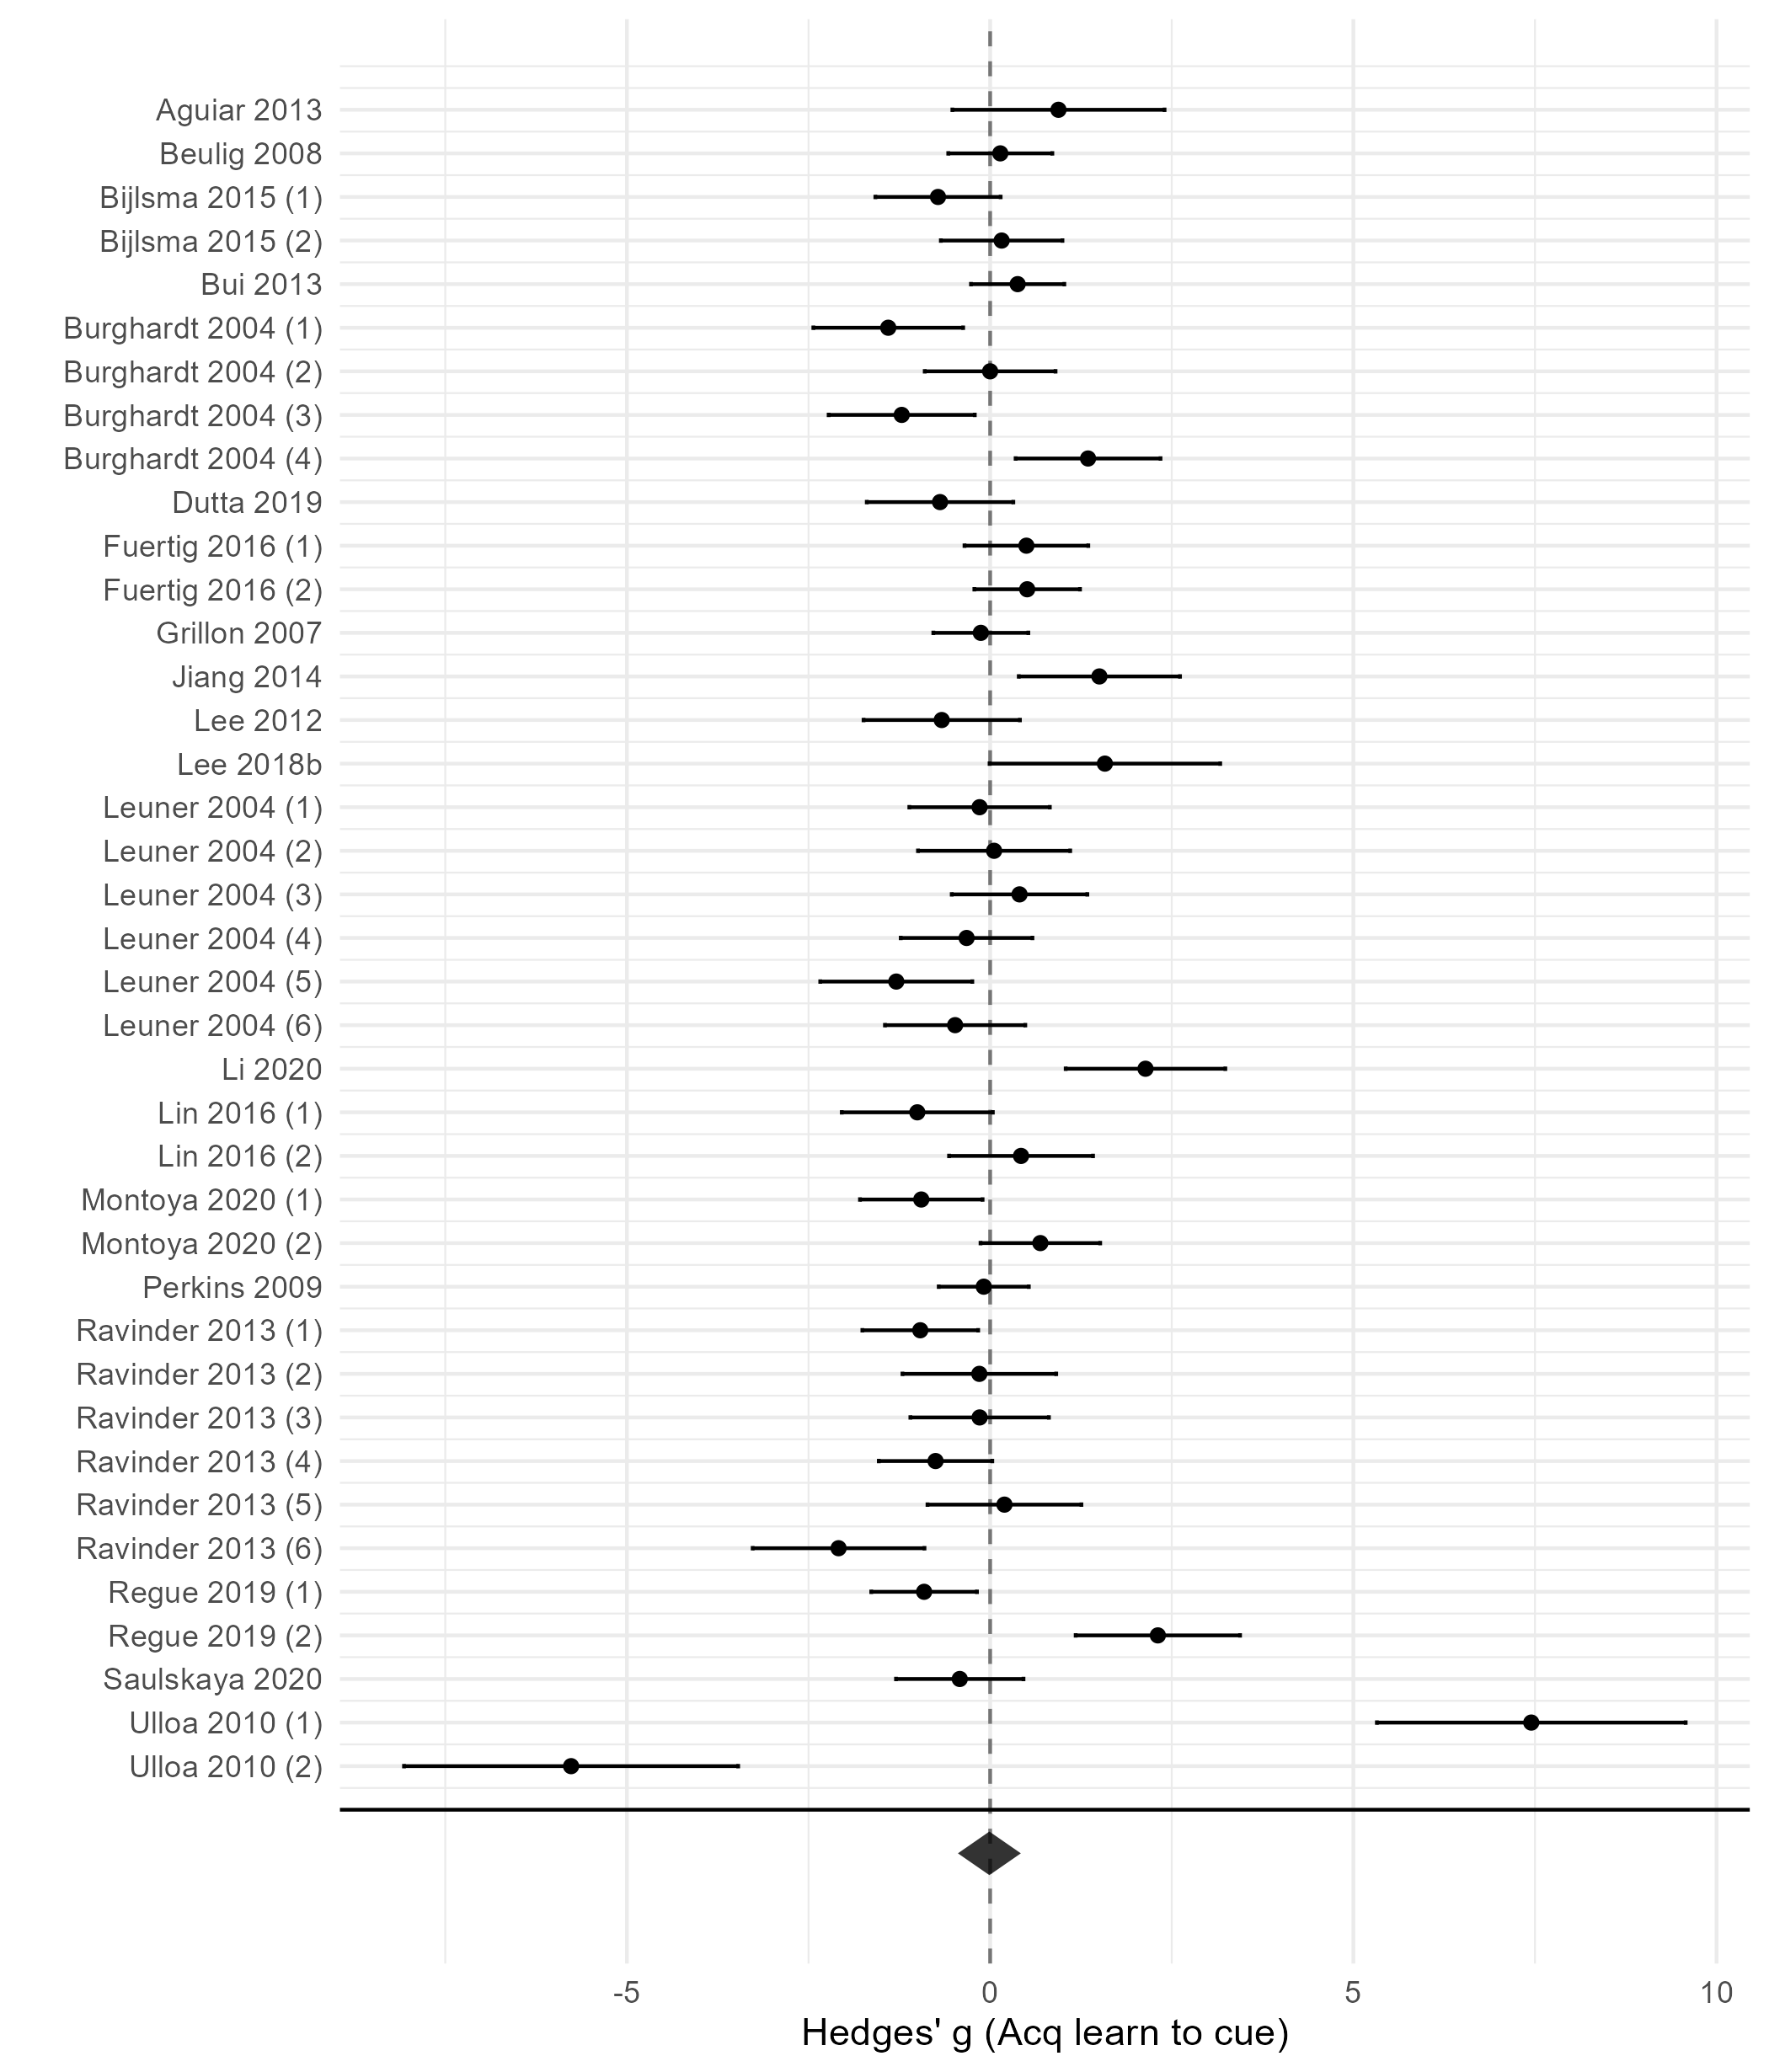 Aguiar 2013
Beulig 2008
Bijlsma 2015 (1)
Bijlsma 2015 (2)
Bui 2013
Burghardt 2004 (1)
Burghardt 2004 (2)
Burghardt 2004 (3)
Burghardt 2004 (4)
Dutta 2019
Fuertig 2016 (1)
Fuertig 2016 (2)
Grillon 2007
Jiang 2014
Lee 2012
Lee 2018b
Leuner 2004 (1)
Leuner 2004 (2)
Leuner 2004 (3)
Leuner 2004 (4)
Leuner 2004 (5)
Leuner 2004 (6)
Li 2020
Lin 2016 (1)
Lin 2016 (2)
Montoya 2020 (1)
Montoya 2020 (2)
Perkins 2009
Ravinder 2013 (1)
Ravinder 2013 (2)
Ravinder 2013 (3)
Ravinder 2013 (4)
Ravinder 2013 (5)
Ravinder 2013 (6)
Regue 2019 (1)
Regue 2019 (2)
Saulskaya 2020
Ulloa 2010 (1)
Ulloa 2010 (2)
-5 0 5 10
Hedges' g (Acq learn to cue)